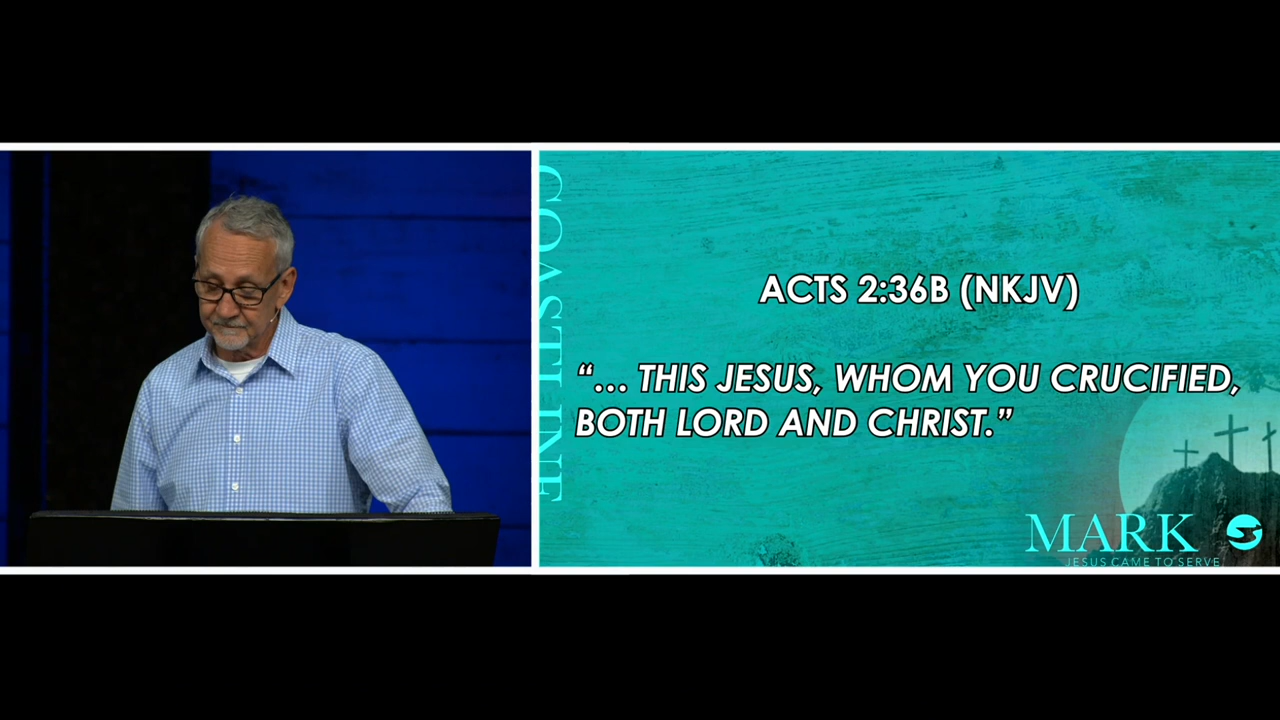 COASTLINE
ACTS 2:36B (NKJV)
“... THIS JESUS, WHOM YOU CRUCIFIED,
BOTH LORD AND CHRIST.”
MARK
JESUS CAME TO SERVE